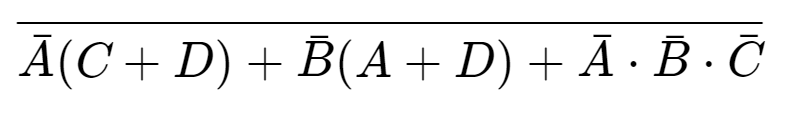 \overline{\bar{A}(C + D) + \bar{B}(A + D) + \bar{A} \cdot \bar{B} \cdot \bar{C}}